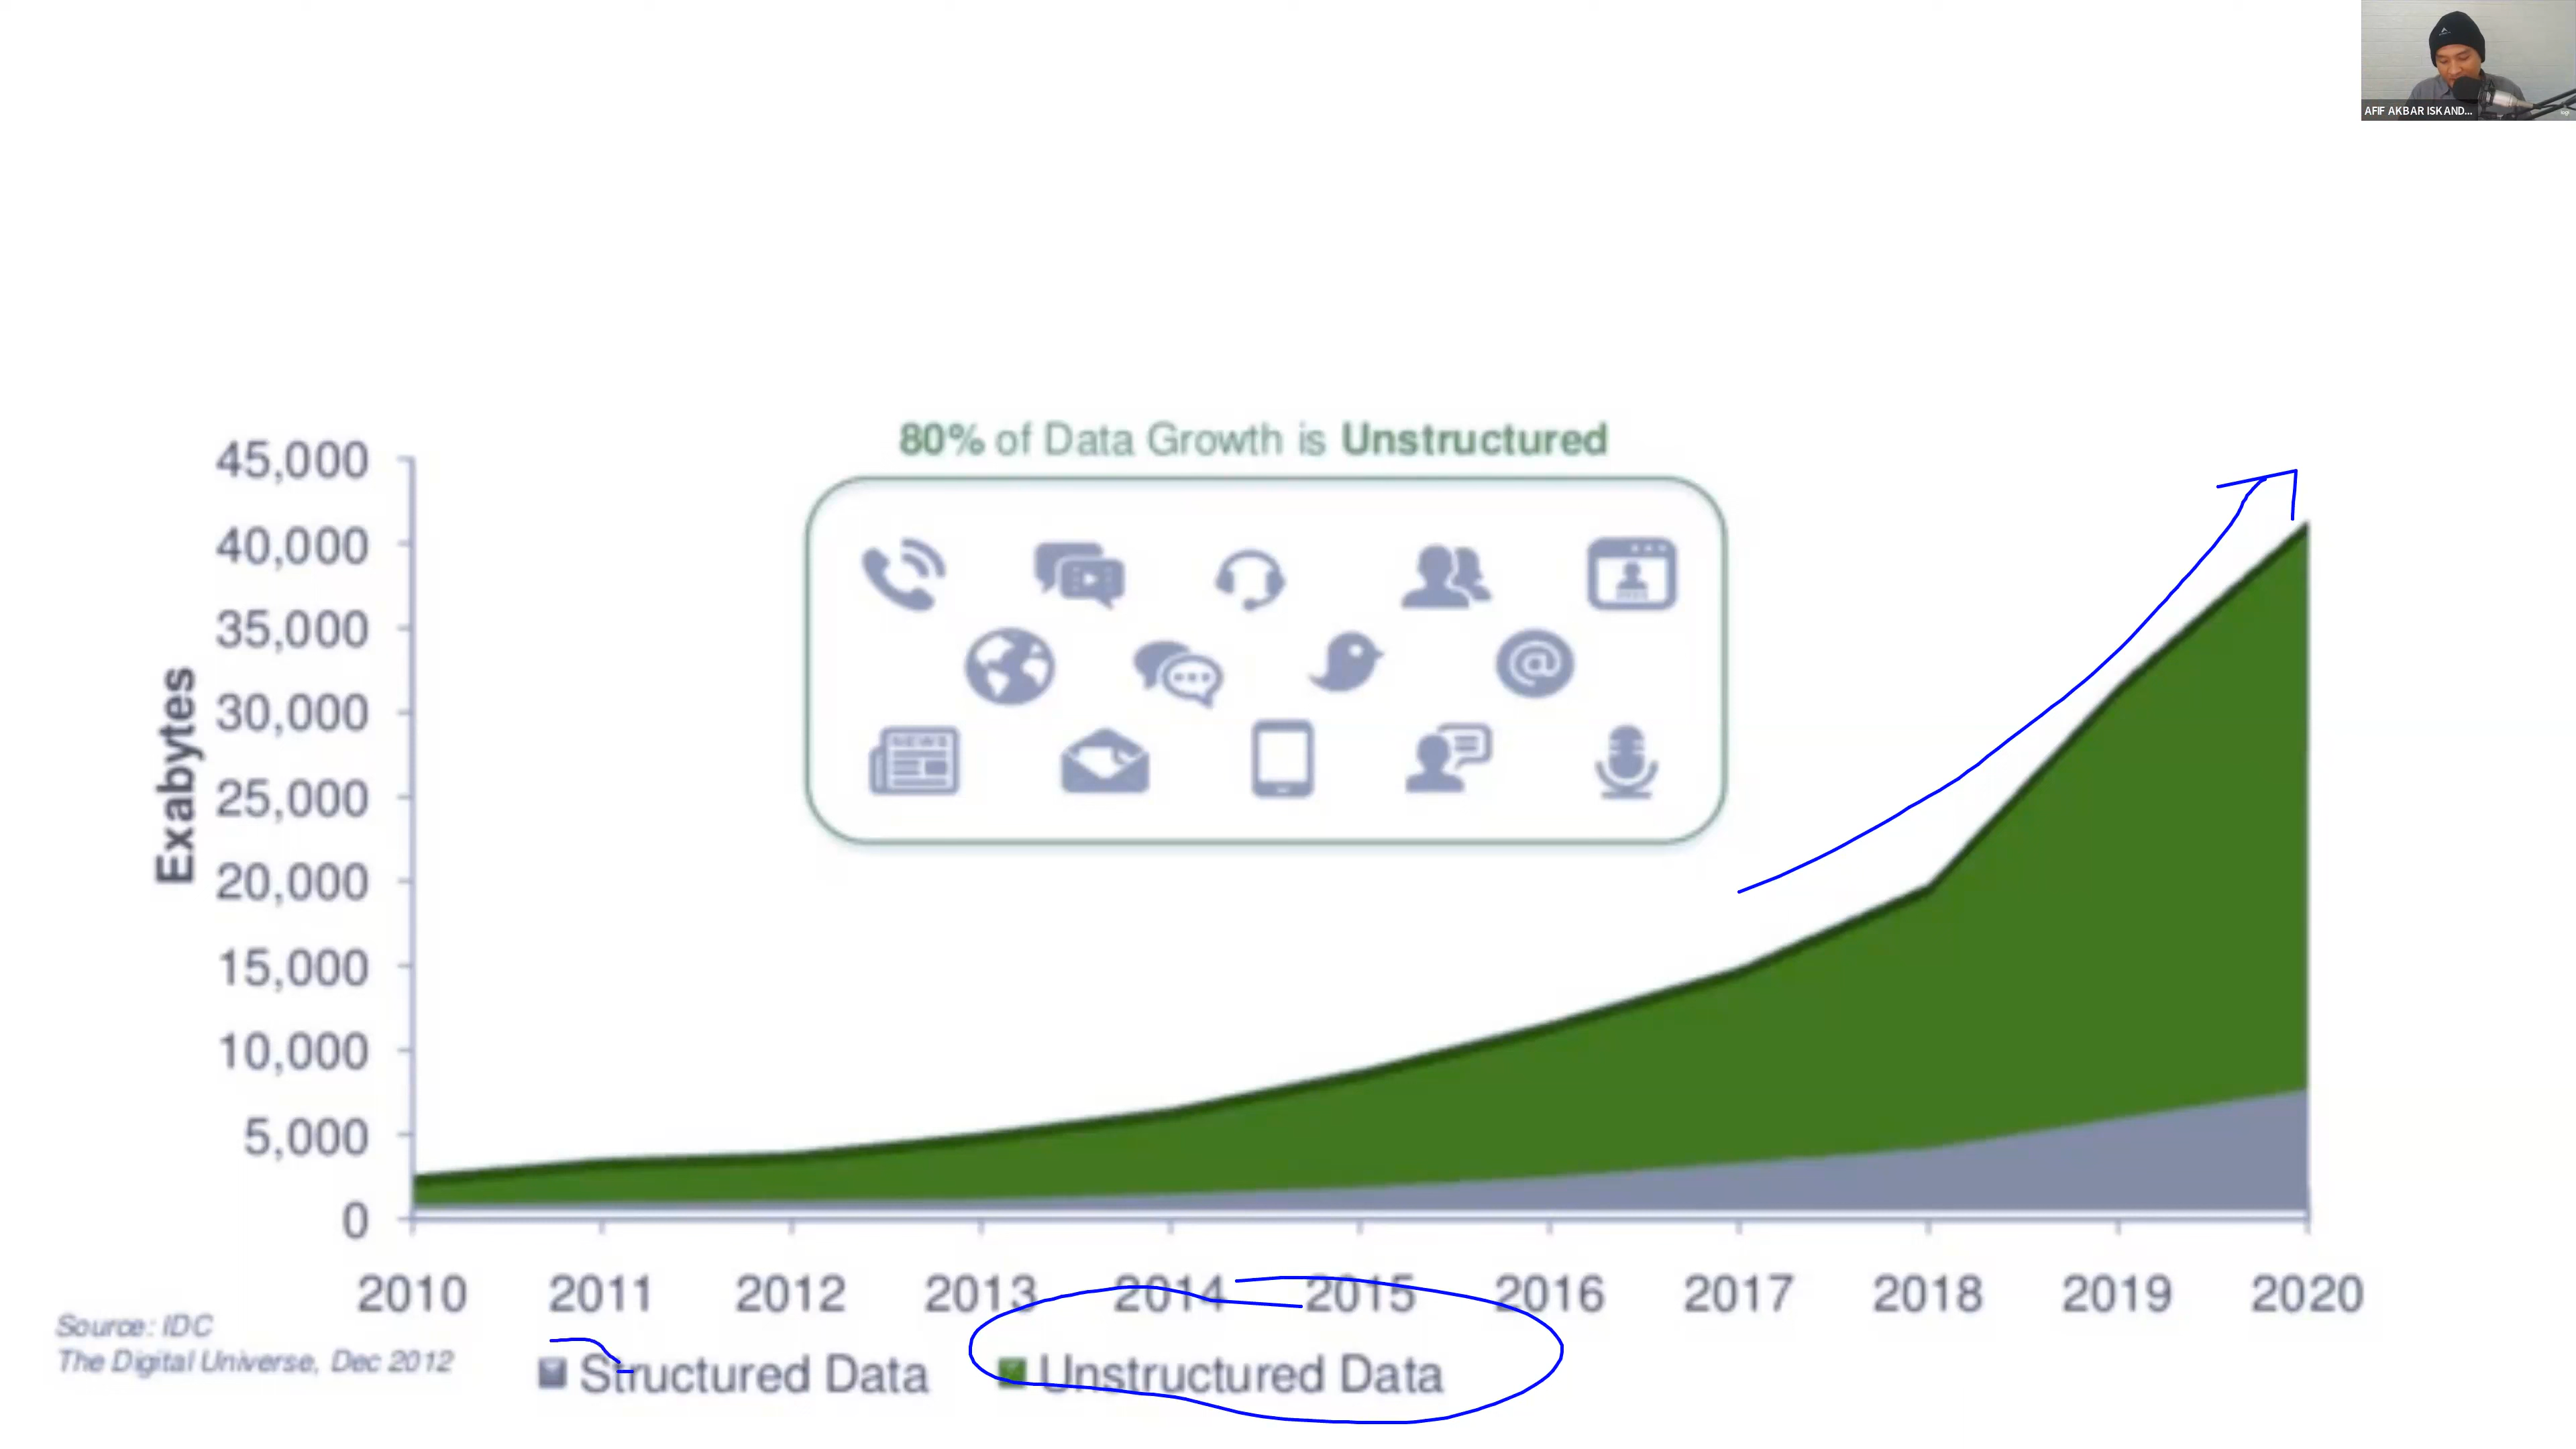 AFIF AKBAR ISKAND...
80% of Data Growth is Unstructured
NEWS
Exabytes
45,000
40,000
35,000
30,000
25,000
20,000
15,000
10,000
5,000
0
2010 2011 2012 2013 2014 2015 2016 2017 2018 2019 2020
Source: IDC
The Digital Universe, Dec 2012
Structured Data Unstructured Data